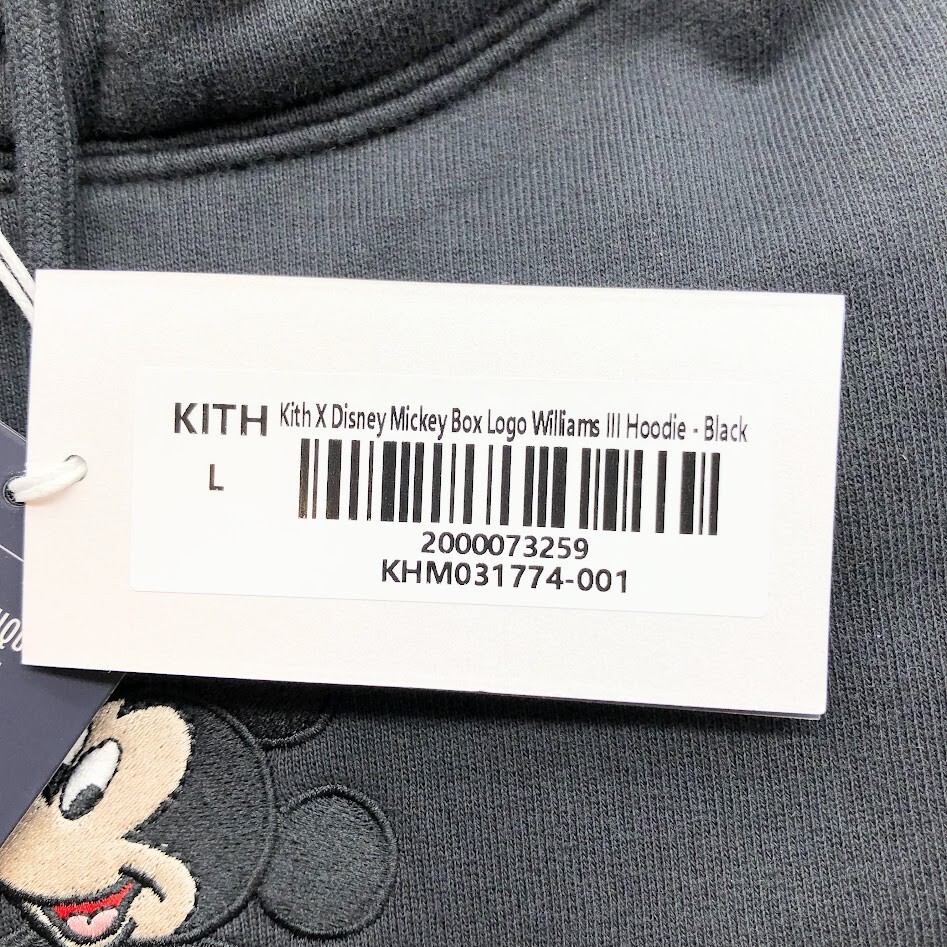 KITH Kith X Disney Mickey Box Logo Williams III Hoodie - Black
L
2000073259
KHM031774-001